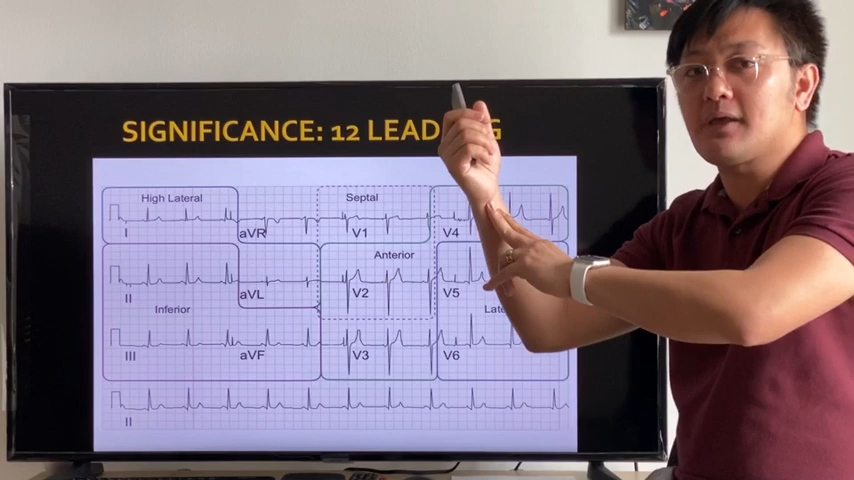 SIGNIFICANCE: 12 LEAD
High Lateral
Septal
I
aVR
V1
V4
Anterior
II
aVL
V2
V5
Inferior
III
aVF
V3
V6
II